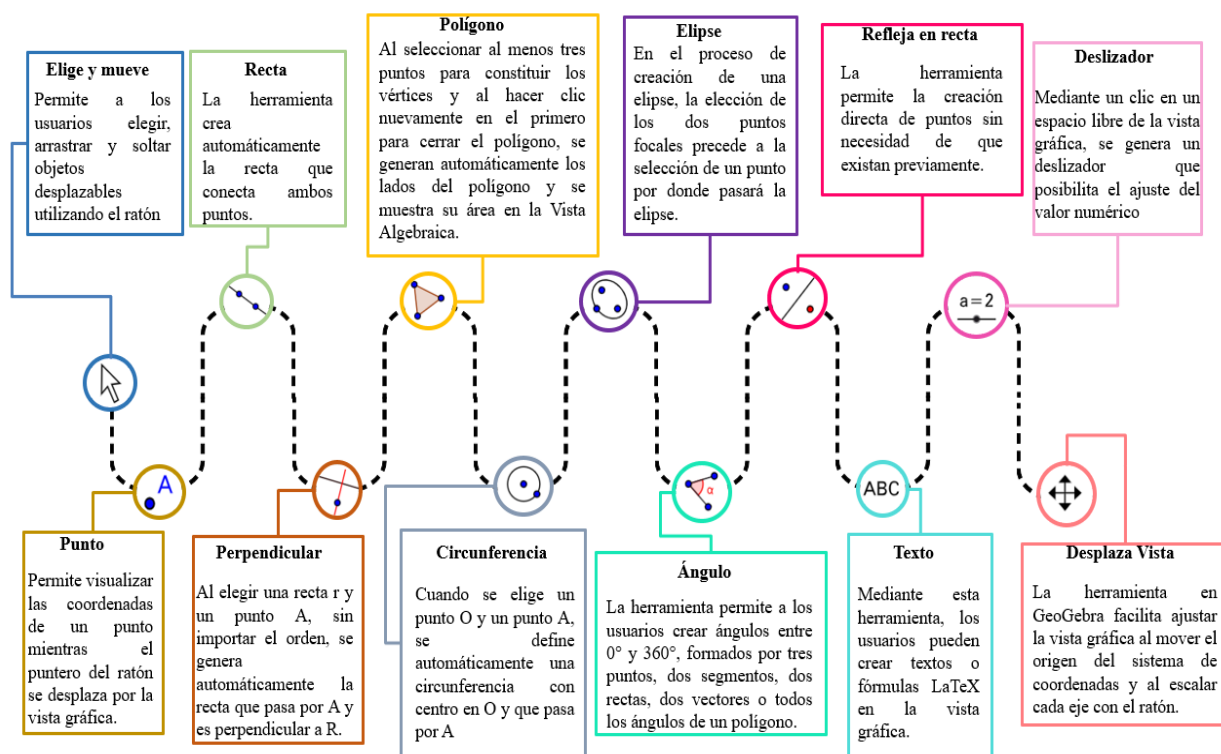 Elige y mueve
Permite a los
usuarios elegir,
arrastrar y soltar
objetos
desplazables
utilizando el ratón
Recta
La herramienta
crea
automáticamente
la recta que
conecta ambos
puntos.
Polígono
Al seleccionar al menos tres
puntos para constituir los
vértices y al hacer clic
nuevamente en el primero
para cerrar el polígono, se
generan automáticamente los
lados del polígono y se
muestra su área en la Vista
Algebraica.
Elipse
En el proceso de
creación de una
elipse, la elección de
los dos puntos
focales precede a la
selección de un punto
por donde pasará la
elipse.
Refleja en recta
La herramienta
permite la creación
directa de puntos sin
necesidad de que
existan previamente.
Deslizador
Mediante un clic en un
espacio libre de la vista
gráfica, se genera un
deslizador que
posibilita el ajuste del
valor numérico
a=2
A
α
ABC
Punto
Permite visualizar
las coordenadas
de un punto
mientras el
puntero del ratón
se desplaza por la
vista gráfica.
Perpendicular
Al elegir una recta r y
un punto A, sin
importar el orden, se
genera
automáticamente la
recta que pasa por A y
es perpendicular a R.
Circunferencia
Cuando se elige un
punto O y un punto A,
se define
automáticamente una
circunferencia con
centro en O y que pasa
por A
Ángulo
La herramienta permite a los
usuarios crear ángulos entre
0° y 360°, formados por tres
puntos, dos segmentos, dos
rectas, dos vectores o todos
los ángulos de un polígono.
Texto
Mediante esta
herramienta, los
usuarios pueden
crear textos o
fórmulas LaTeX
en la vista
gráfica.
Desplaza Vista
La herramienta en
GeoGebra facilita ajustar
la vista gráfica al mover el
origen del sistema de
coordenadas y al escalar
cada eje con el ratón.